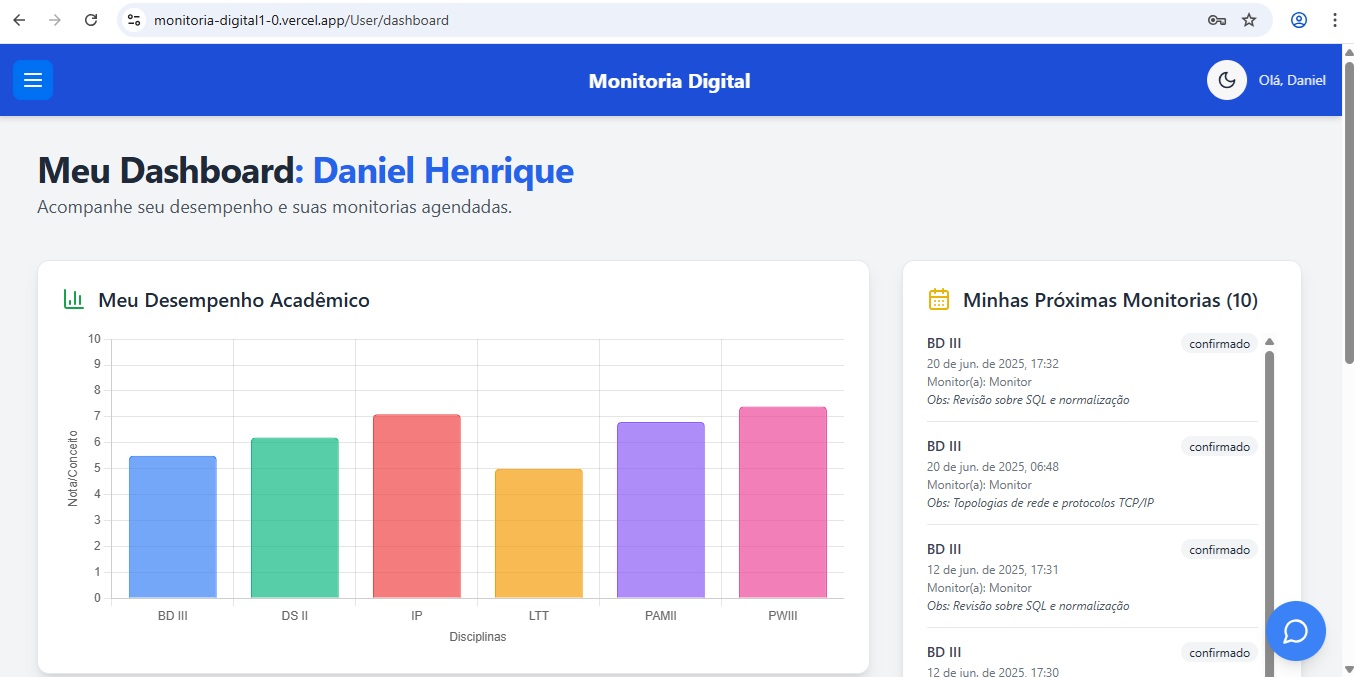 monitoria-digital1-0.vercel.app/User/dashboard
Monitoria Digital
Olá, Daniel
Meu Dashboard: Daniel Henrique
Acompanhe seu desempenho e suas monitorias agendadas.
Meu Desempenho Acadêmico
10
9
8
7
6
5
4
3
2
1
0
Nota/Conceito
BD III
DS II
IP
LTT
PAMII
PWIII
Disciplinas
Minhas Próximas Monitorias (10)
BD III
confirmado
20 de jun. de 2025, 17:32
Monitor(a): Monitor
Obs: Revisão sobre SQL e normalização
BD III
confirmado
20 de jun. de 2025, 06:48
Monitor(a): Monitor
Obs: Topologias de rede e protocolos TCP/IP
BD III
confirmado
12 de jun. de 2025, 17:31
Monitor(a): Monitor
Obs: Revisão sobre SQL e normalização
BD III
confirmado
12 de jun. de 2025, 17:30